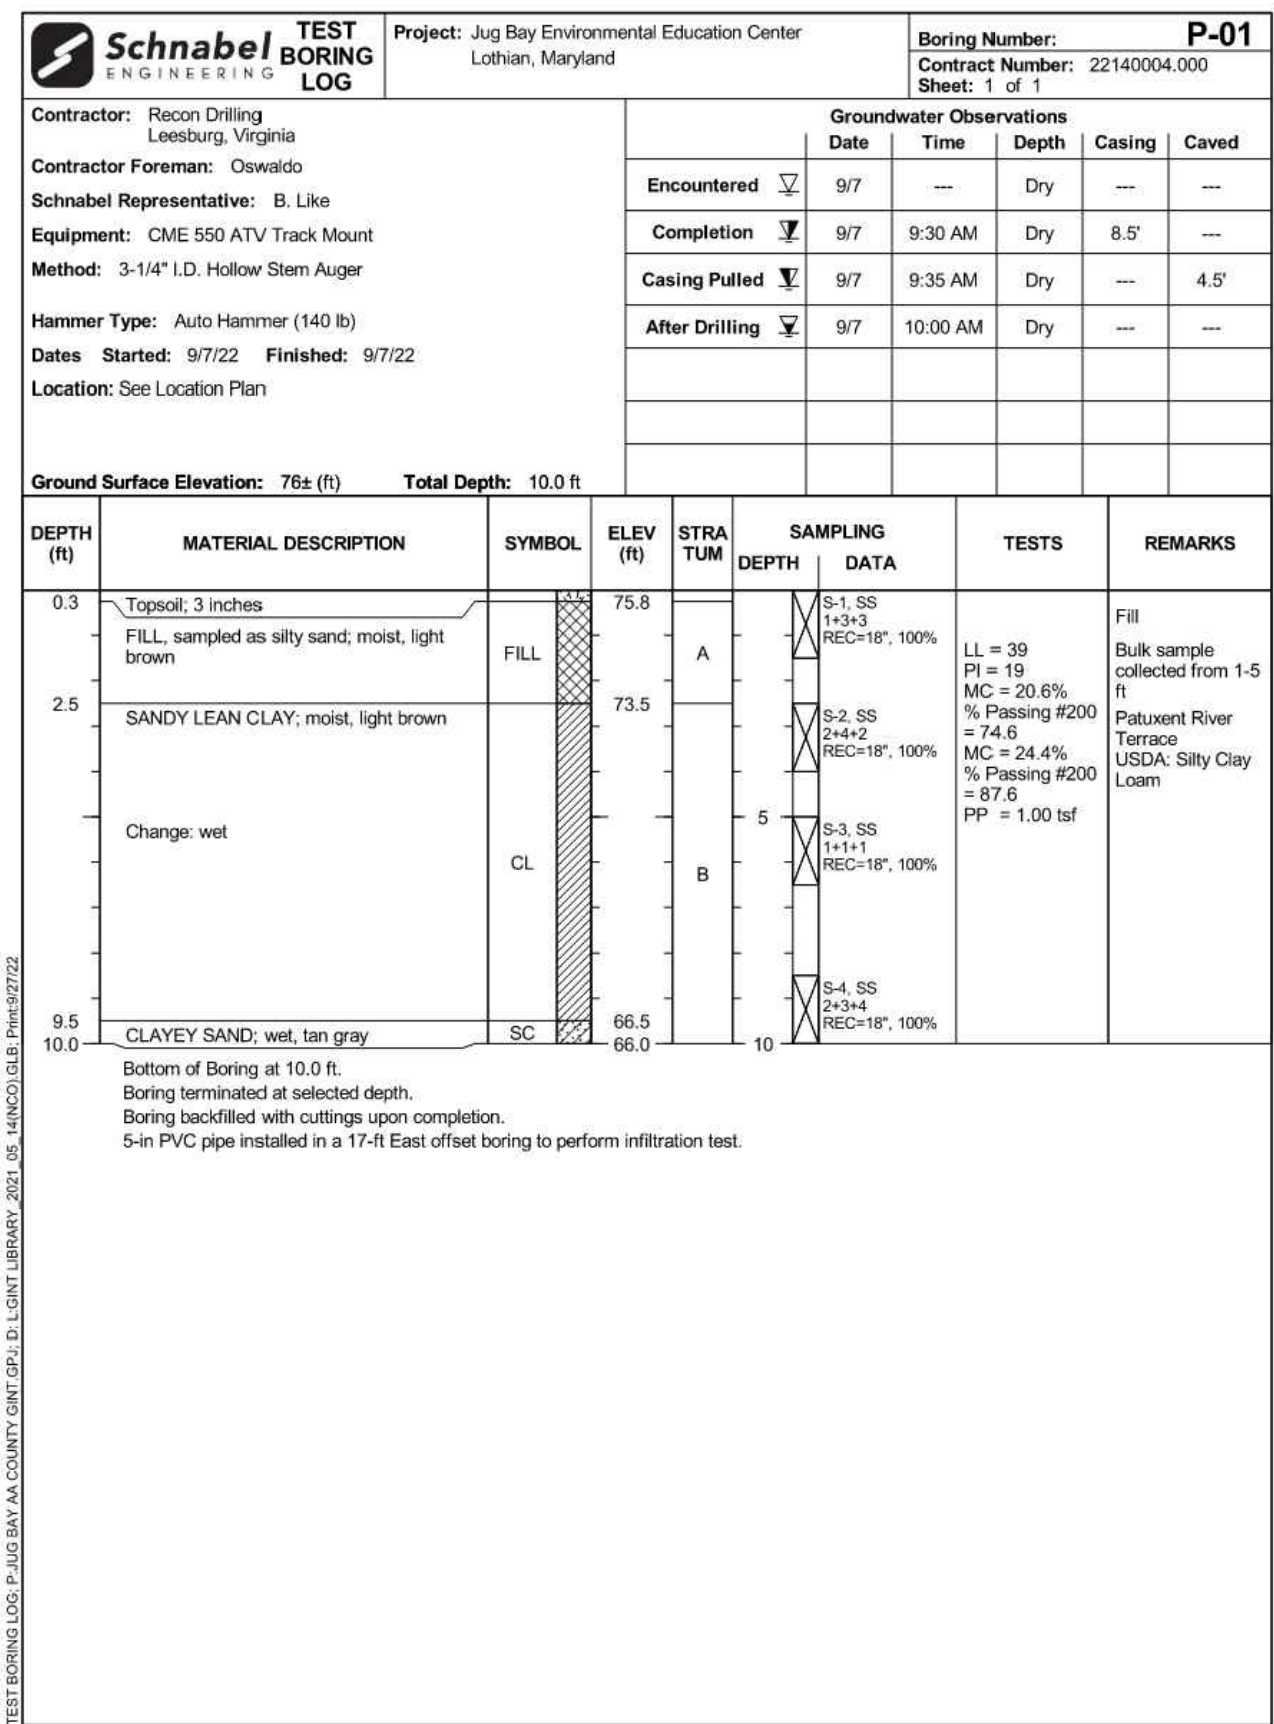 Schnabel
ENGINEERING
TEST
BORING
LOG
Project: Jug Bay Environmental Education Center
Lothian, Maryland
Boring Number: P-01
Contract Number: 22140004.000
Sheet: 1 of 1
Contractor: Recon Drilling
Leesburg, Virginia
Contractor Foreman: Oswaldo
Schnabel Representative: B. Like
Equipment: CME 550 ATV Track Mount
Method: 3-1/4" I.D. Hollow Stem Auger
Hammer Type: Auto Hammer (140 lb)
Dates Started: 9/7/22 Finished: 9/7/22
Location: See Location Plan
Ground Surface Elevation: 76± (ft) Total Depth: 10.0 ft
Groundwater Observations
Date Time Depth Casing Caved
Encountered 9/7 --- Dry --- ---
Completion 9/7 9:30 AM Dry 8.5' ---
Casing Pulled 9/7 9:35 AM Dry --- 4.5'
After Drilling 9/7 10:00 AM Dry --- ---
DEPTH
(ft)
MATERIAL DESCRIPTION
SYMBOL
ELEV
(ft)
STRA
TUM
SAMPLING
DEPTH DATA
TESTS
REMARKS
0.3
2.5
9.5
10.0
Topsoil; 3 inches
FILL, sampled as silty sand; moist, light
brown
SANDY LEAN CLAY; moist, light brown
Change: wet
CLAYEY SAND; wet, tan gray
FILL
CL
SC
75.8
73.5
66.5
66.0
A
B
5
10
S-1, SS
1+3+3
REC=18", 100%
S-2, SS
2+4+2
REC=18", 100%
S-3, SS
1+1+1
REC=18", 100%
S-4, SS
2+3+4
REC=18", 100%
LL = 39
PI = 19
MC = 20.6%
% Passing #200
= 74.6
MC = 24.4%
% Passing #200
= 87.6
PP = 1.00 tsf
Fill
Bulk sample
collected from 1-5
ft
Patuxent River
Terrace
USDA: Silty Clay
Loam
Bottom of Boring at 10.0 ft.
Boring terminated at selected depth.
Boring backfilled with cuttings upon completion.
5-in PVC pipe installed in a 17-ft East offset boring to perform infiltration test.
TEST BORING LOG; P:JUG BAY AA COUNTY GINT.GPJ; D; L:GINT LIBRARY_2021_05_14(NCO).GLB; Print:9/27/22